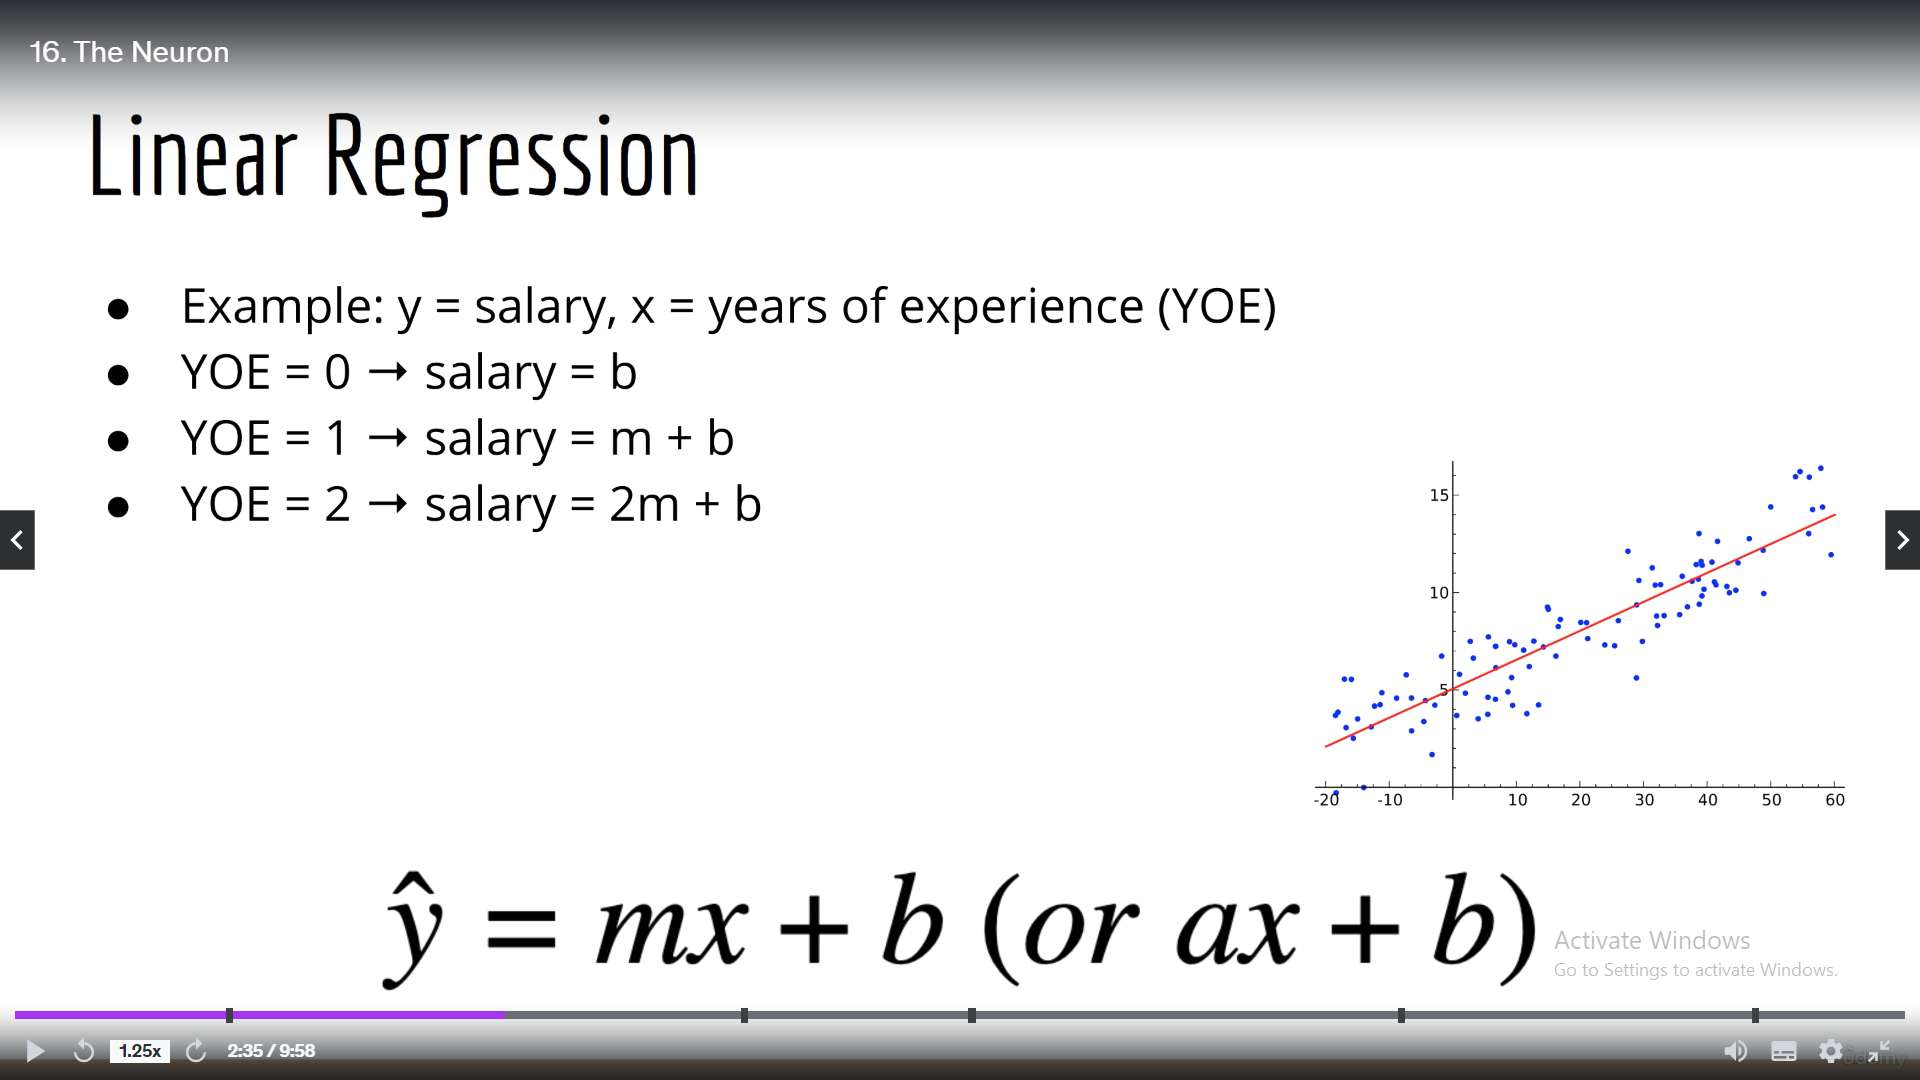 16. The Neuron
Linear Regression
● Example: y = salary, x = years of experience (YOE)
● YOE = 0 → salary = b
● YOE = 1 → salary = m + b
● YOE = 2 → salary = 2m + b
15
10
5
-20 -10 10 20 30 40 50 60
ŷ = mx + b (or ax + b)
Activate Windows
Go to Settings to activate Windows.
1.25x 2:35 / 9:58
udemy